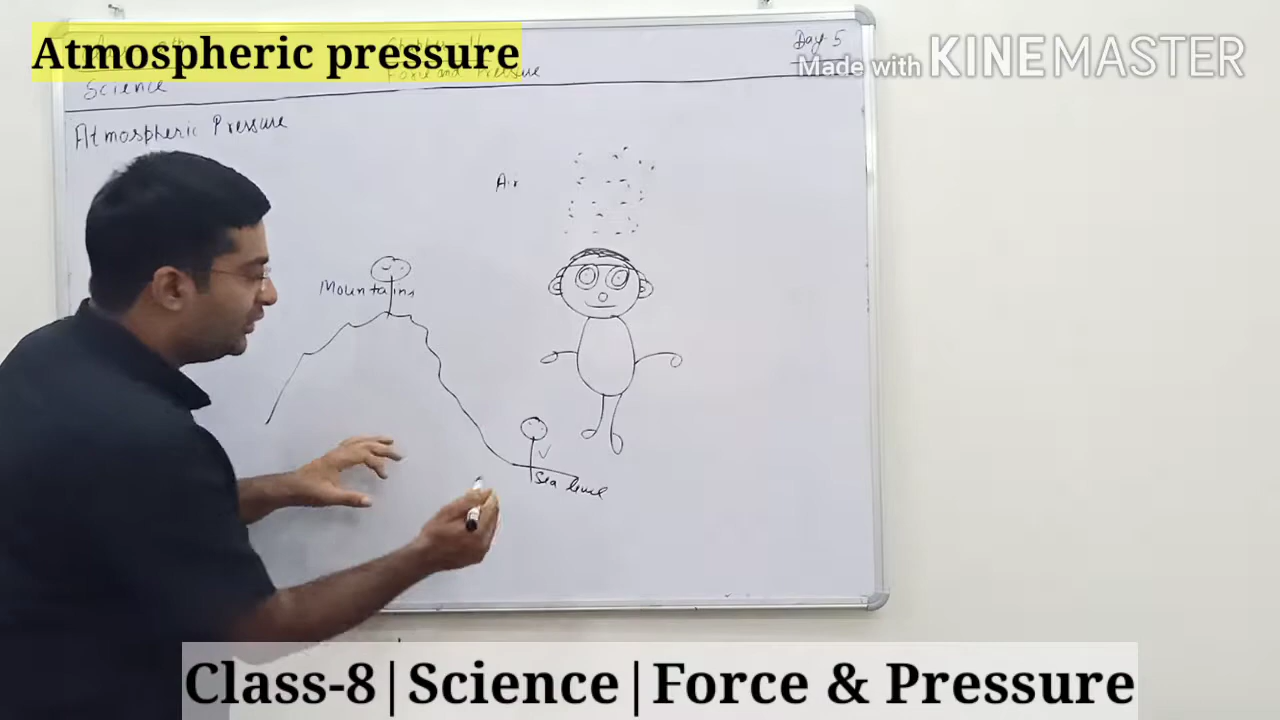 Atmospheric pressure
Day-5
Made with KINEMASTER
Force and Pressure
Science
Atmospheric Pressure
Air
Mountains
Sea level
Class-8|Science|Force & Pressure